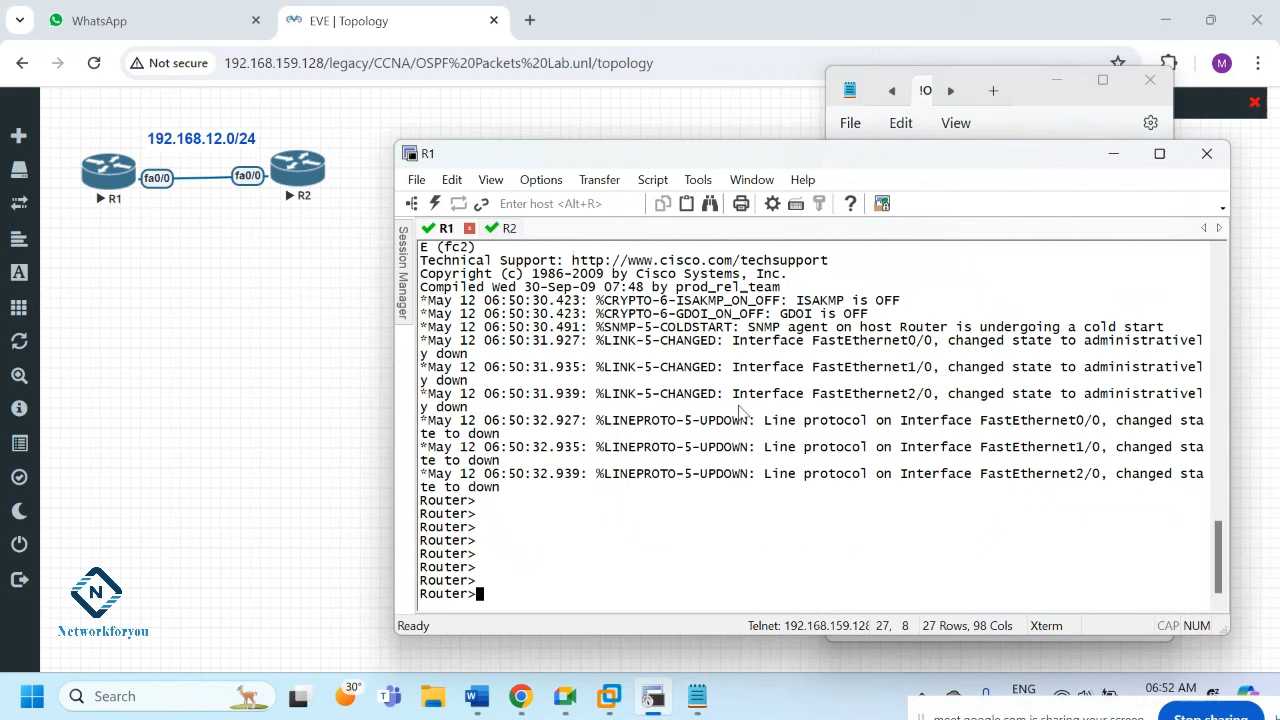 WhatsApp
EVE | Topology
Not secure
192.168.159.128/legacy/CCNA/OSPF%20Packets%20Lab.unl/topology
M
!O
File Edit View
192.168.12.0/24
fa0/0
fa0/0
R1
R2
R1
File Edit View Options Transfer Script Tools Window Help
Enter host <Alt+R>
R1
R2
Session Manager
E (fc2)
Technical Support: http://www.cisco.com/techsupport
Copyright (c) 1986-2009 by Cisco Systems, Inc.
Compiled Wed 30-Sep-09 07:48 by prod_rel_team
*May 12 06:50:30.423: %CRYPTO-6-ISAKMP_ON_OFF: ISAKMP is OFF
*May 12 06:50:30.423: %CRYPTO-6-GDOI_ON_OFF: GDOI is OFF
*May 12 06:50:30.491: %SNMP-5-COLDSTART: SNMP agent on host Router is undergoing a cold start
*May 12 06:50:31.927: %LINK-5-CHANGED: Interface FastEthernet0/0, changed state to administrativel
y down
*May 12 06:50:31.935: %LINK-5-CHANGED: Interface FastEthernet1/0, changed state to administrativel
y down
*May 12 06:50:31.939: %LINK-5-CHANGED: Interface FastEthernet2/0, changed state to administrativel
y down
*May 12 06:50:32.927: %LINEPROTO-5-UPDOWN: Line protocol on Interface FastEthernet0/0, changed sta
te to down
*May 12 06:50:32.935: %LINEPROTO-5-UPDOWN: Line protocol on Interface FastEthernet1/0, changed sta
te to down
*May 12 06:50:32.939: %LINEPROTO-5-UPDOWN: Line protocol on Interface FastEthernet2/0, changed sta
te to down
Router>
Router>
Router>
Router>
Router>
Router>
Router>
Router>
Ready
Telnet: 192.168.159.128 27, 8 27 Rows, 98 Cols Xterm CAP NUM
N
Networkforyou
Search
30°
ENG
06:52 AM
meet.google.com is sharing your screen.
Stop sharing